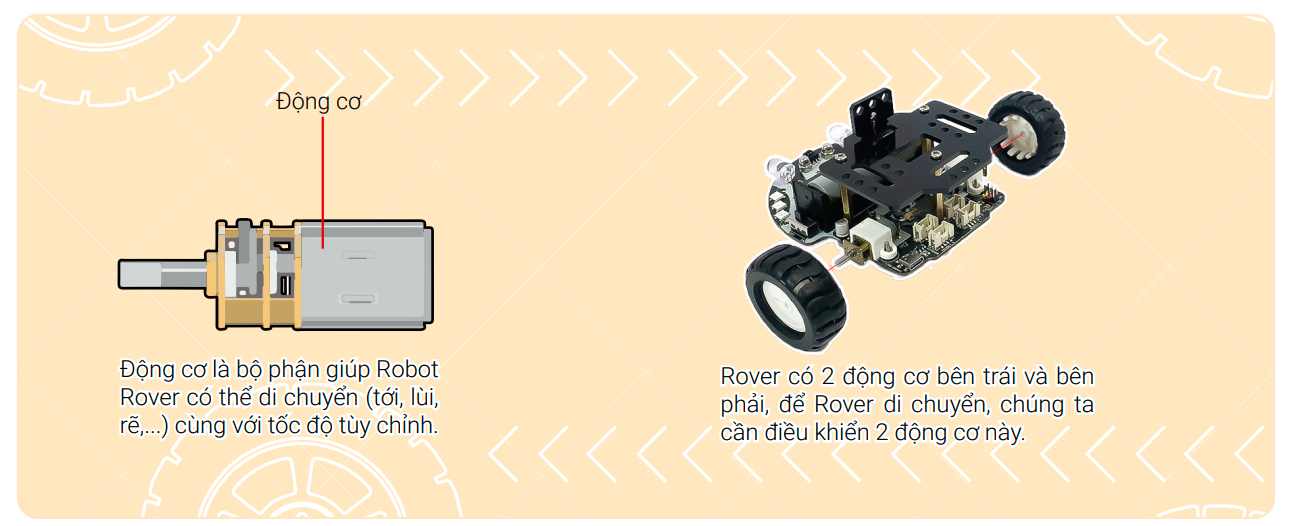 Động cơ
Động cơ là bộ phận giúp Robot
Rover có thể di chuyển (tới, lùi,
rẽ,...) cùng với tốc độ tùy chỉnh.
Rover có 2 động cơ bên trái và bên
phải, để Rover di chuyển, chúng ta
cần điều khiển 2 động cơ này.